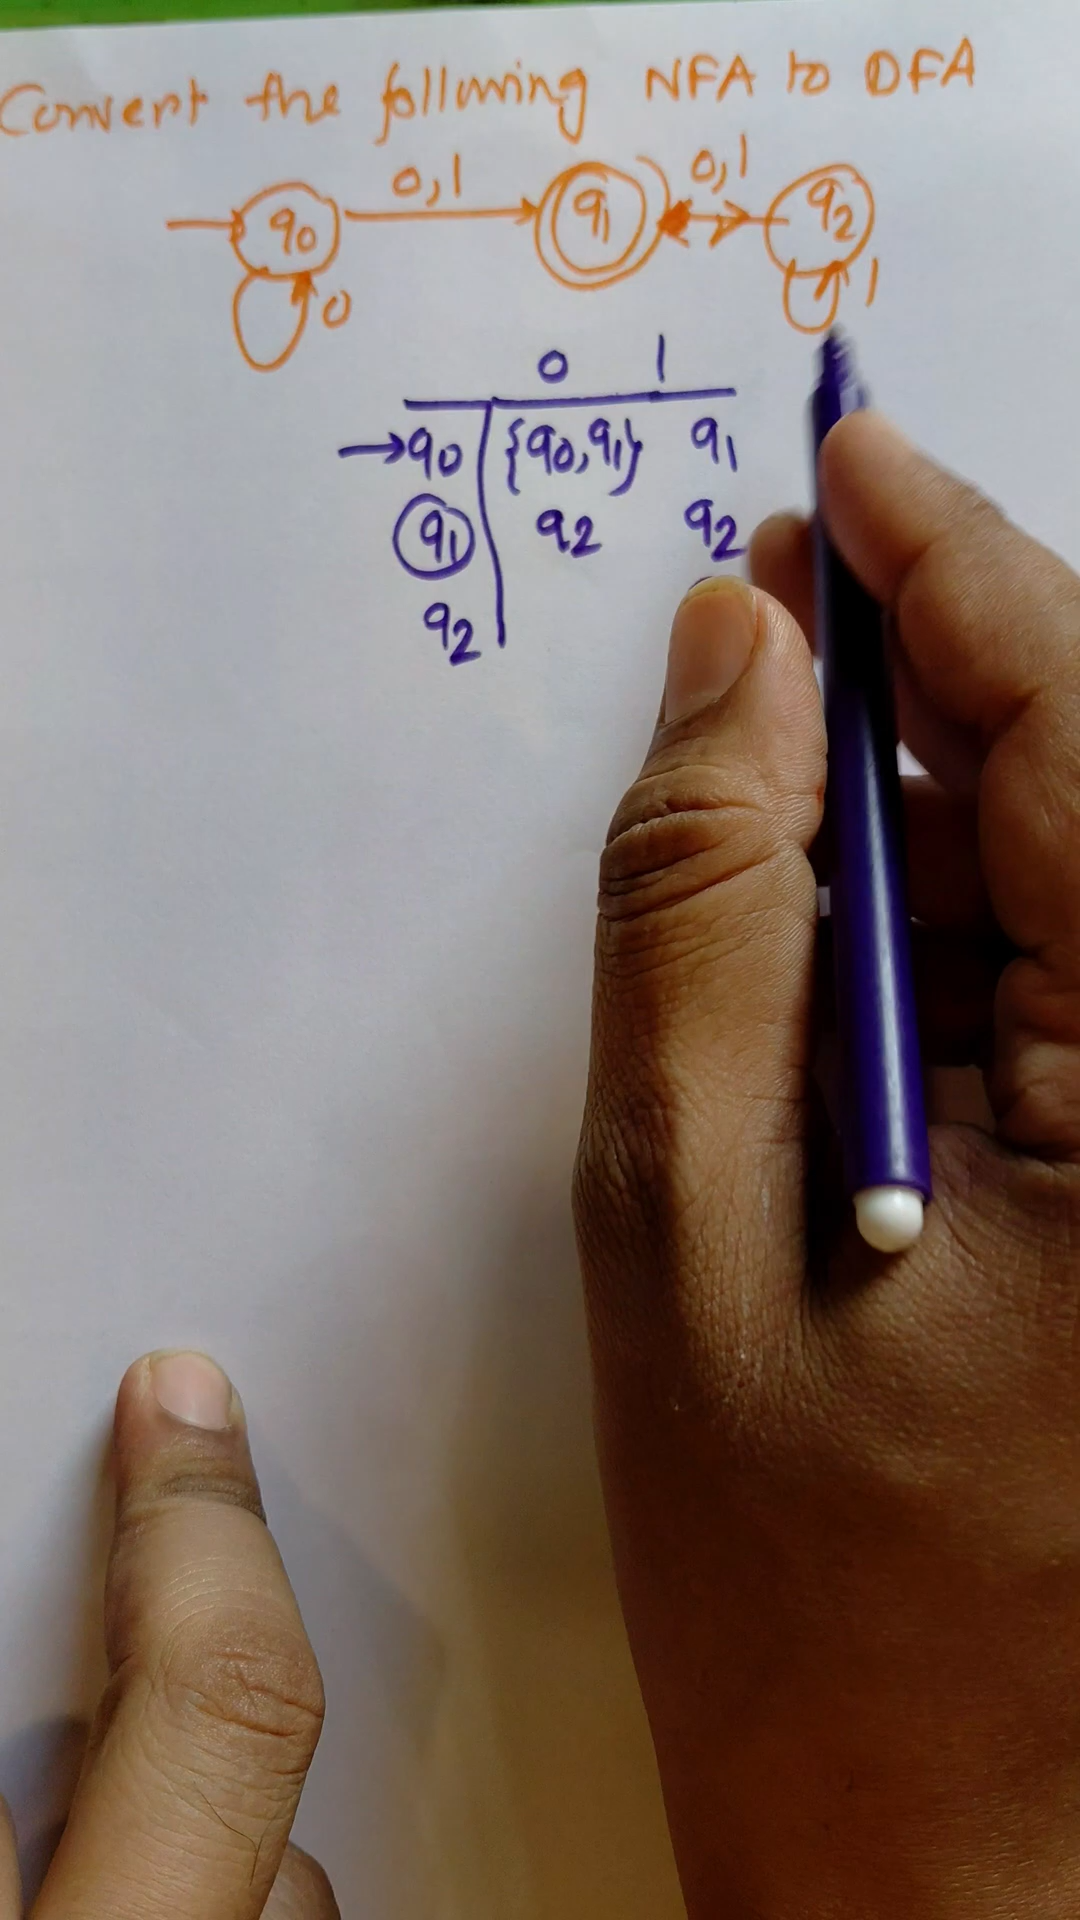 Convert the following NFA to DFA
0,1 0,1
q0 q1 q2
0 1
0 1
→q0 {q0,q1} q1
q1 q2 q2
q2